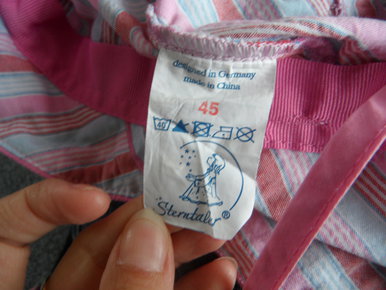 designed in Germany
made in China
45
Sterntaler®